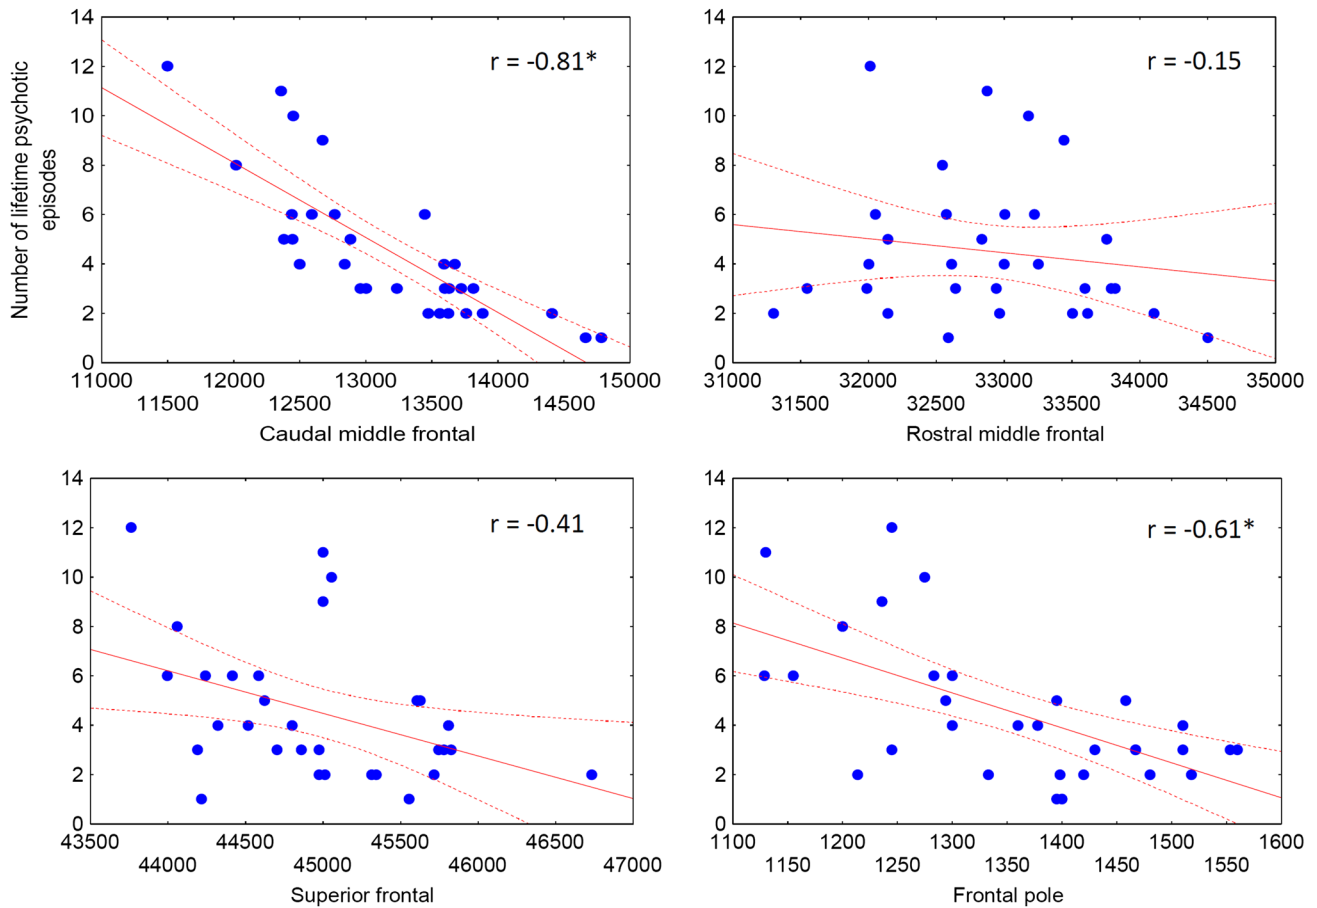 14
12
10
8
6
4
2
0
Number of lifetime psychotic
episodes
r = -0.81*
11000 12000 13000 14000 15000
11500 12500 13500 14500
Caudal middle frontal
14
12
10
8
6
4
2
0
r = -0.15
31000 32000 33000 34000 35000
31500 32500 33500 34500
Rostral middle frontal
14
12
10
8
6
4
2
0
r = -0.41
43500 44500 45500 46500
44000 45000 46000 47000
Superior frontal
14
12
10
8
6
4
2
0
r = -0.61*
1100 1200 1300 1400 1500 1600
1150 1250 1350 1450 1550
Frontal pole